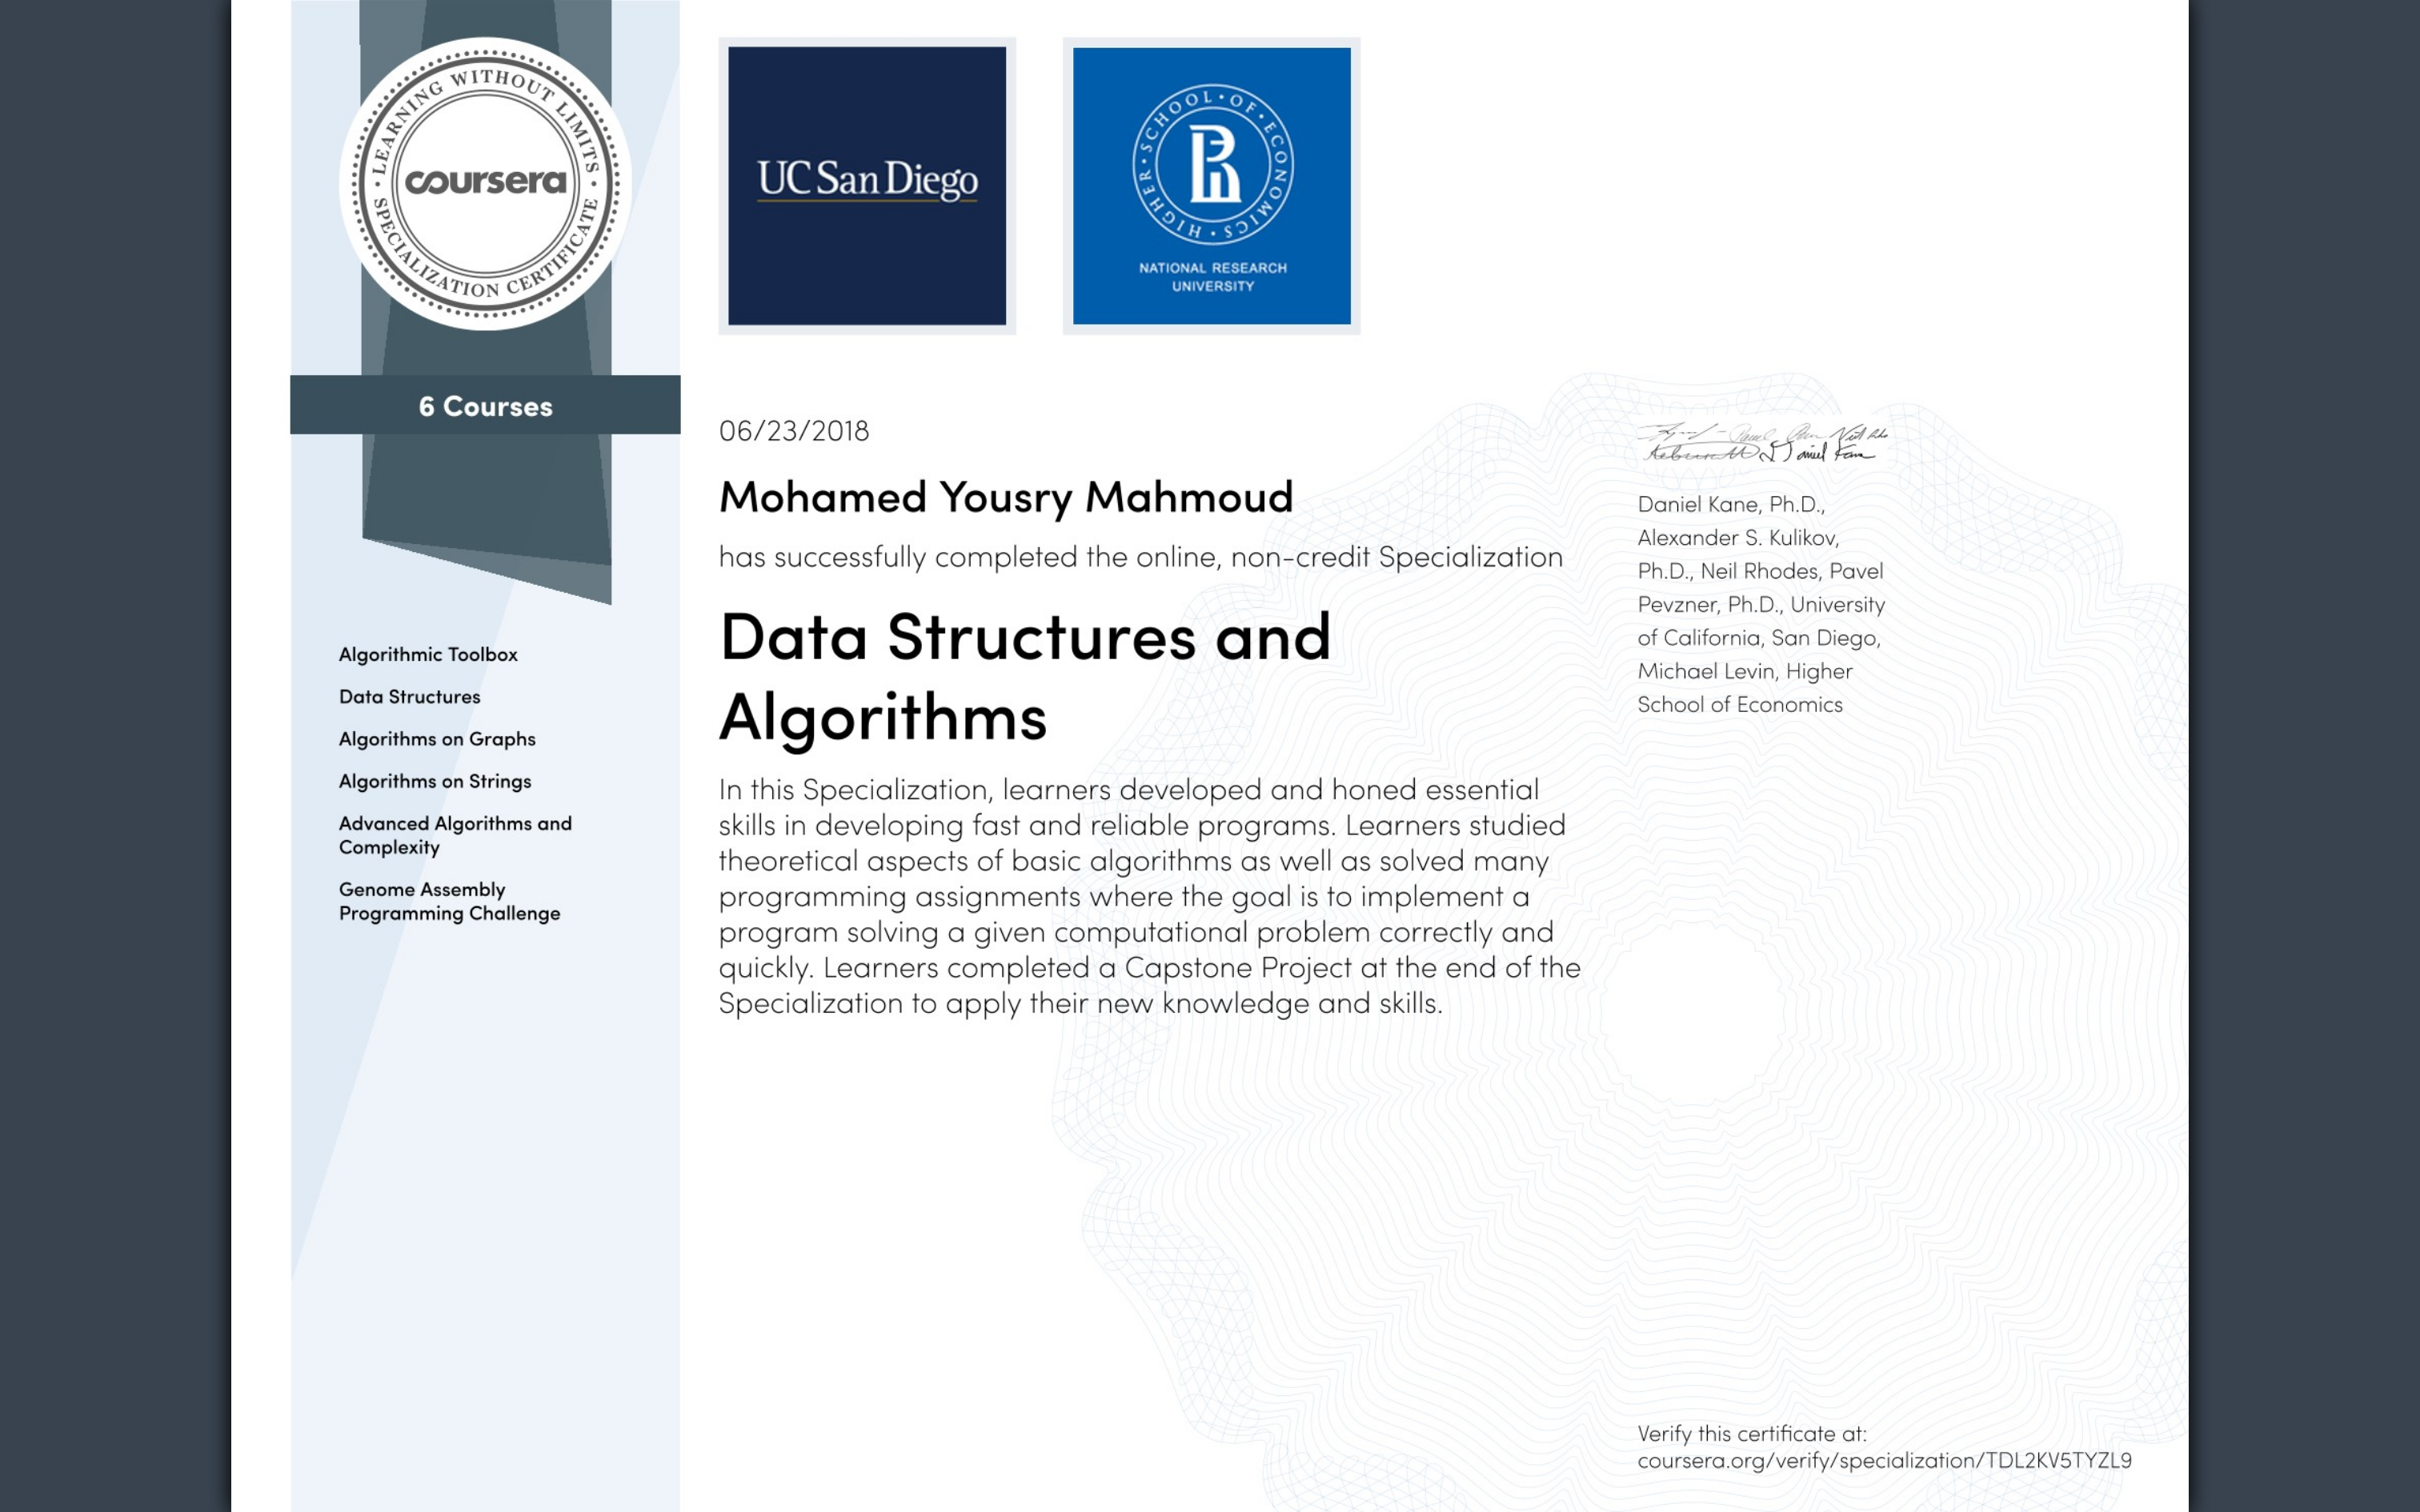 LEARNING WITHOUT LIMITS
coursera
SPECIALIZATION CERTIFICATE
6 Courses
Algorithmic Toolbox
Data Structures
Algorithms on Graphs
Algorithms on Strings
Advanced Algorithms and
Complexity
Genome Assembly
Programming Challenge
UC San Diego
HIGHER · SCHOOL · OF · ECONOMICS
NATIONAL RESEARCH
UNIVERSITY
06/23/2018
Mohamed Yousry Mahmoud
has successfully completed the online, non-credit Specialization
Data Structures and
Algorithms
In this Specialization, learners developed and honed essential
skills in developing fast and reliable programs. Learners studied
theoretical aspects of basic algorithms as well as solved many
programming assignments where the goal is to implement a
program solving a given computational problem correctly and
quickly. Learners completed a Capstone Project at the end of the
Specialization to apply their new knowledge and skills.
Daniel Kane, Ph.D.,
Alexander S. Kulikov,
Ph.D., Neil Rhodes, Pavel
Pevzner, Ph.D., University
of California, San Diego,
Michael Levin, Higher
School of Economics
Verify this certificate at:
coursera.org/verify/specialization/TDL2KV5TYZL9